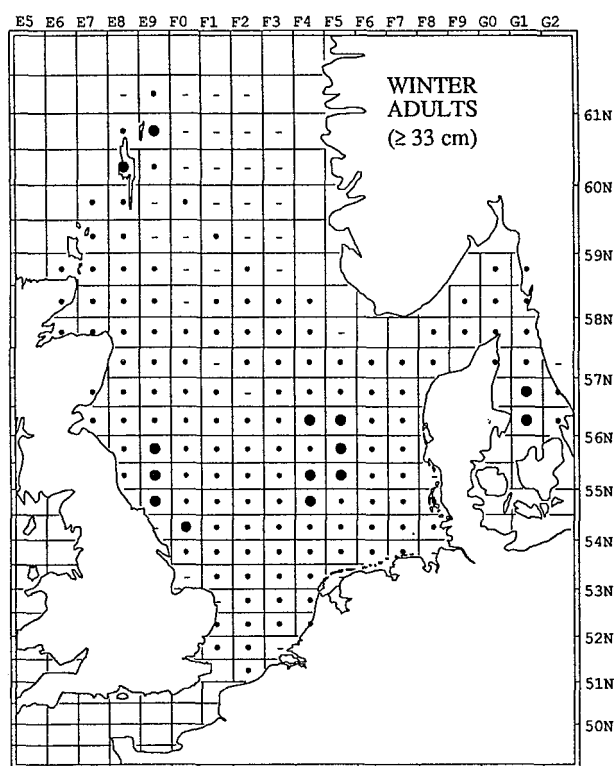 E5 E6 E7 E8 E9 F0 F1 F2 F3 F4 F5 F6 F7 F8 F9 G0 G1 G2
WINTER
ADULTS
(≥ 33 cm)
61N
60N
59N
58N
57N
56N
55N
54N
53N
52N
51N
50N